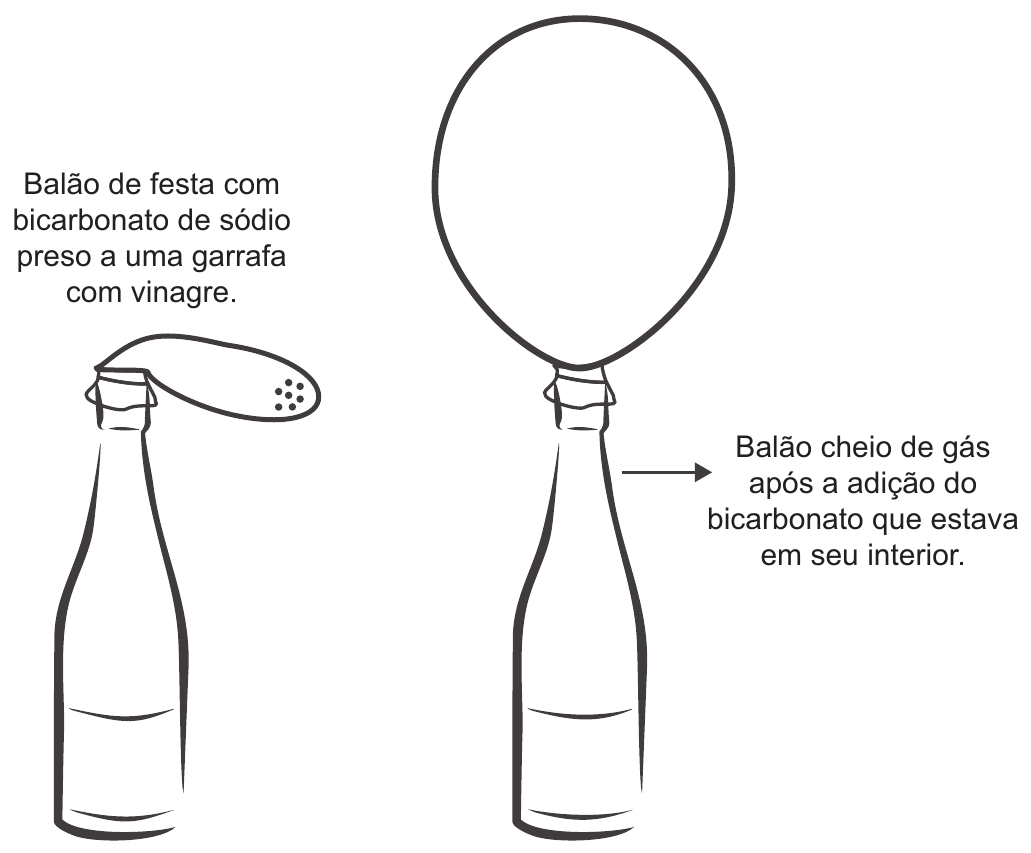 Balão de festa com
bicarbonato de sódio
preso a uma garrafa
com vinagre.
Balão cheio de gás
após a adição do
bicarbonato que estava
em seu interior.